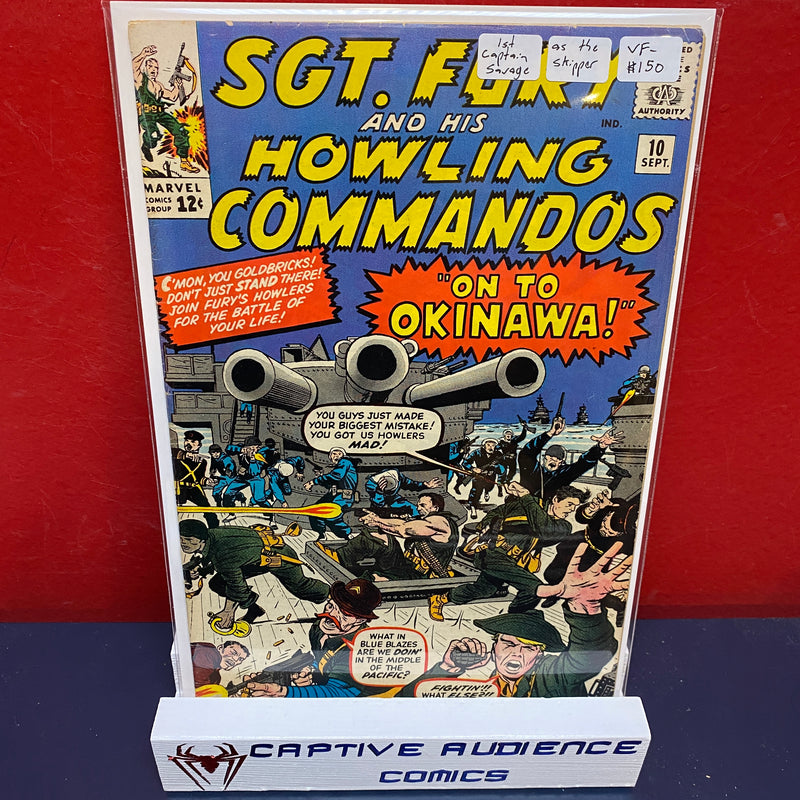 1st
Captain
Savage
as the
skipper
VF-
$150
SGT. FURY
AND HIS
IND.
HOWLING
COMMANDOS
AUTHORITY
10
SEPT.
MARVEL
COMICS
GROUP 12¢
C'MON, YOU GOLDBRICKS!
DON'T JUST STAND THERE!
JOIN FURY'S HOWLERS
FOR THE BATTLE OF
YOUR LIFE!
"ON TO
OKINAWA!"
YOU GUYS JUST MADE
YOUR BIGGEST MISTAKE!
YOU GOT US HOWLERS
MAD!
WHAT IN
BLUE BLAZES
ARE WE DOIN'
IN THE MIDDLE
OF THE
PACIFIC?
FIGHTIN'!!
WHAT ELSE?!!
CAPTIVE AUDIENCE
COMICS